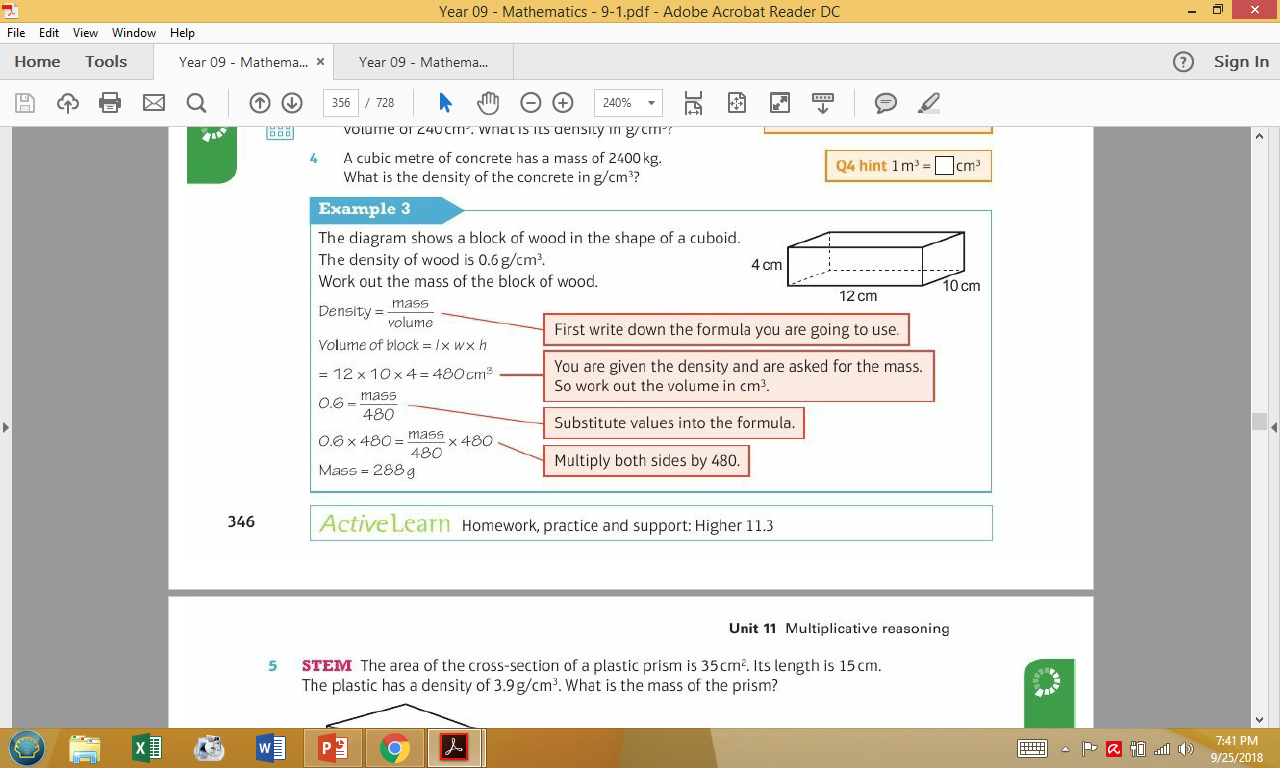 Year 09 - Mathematics - 9-1.pdf - Adobe Acrobat Reader DC
File Edit View Window Help
Home Tools Year 09 - Mathema... × Year 09 - Mathema... ? Sign In
356 / 728 240%
volume of 240 cm³. What is its density in g/cm³?
4 A cubic metre of concrete has a mass of 2400 kg.
What is the density of the concrete in g/cm³?
Q4 hint 1 m³ = □ cm³
Example 3
The diagram shows a block of wood in the shape of a cuboid.
The density of wood is 0.6 g/cm³.
Work out the mass of the block of wood.
4 cm
12 cm
10 cm
Density = mass/volume
First write down the formula you are going to use.
Volume of block = l × w × h
= 12 × 10 × 4 = 480 cm³
You are given the density and are asked for the mass.
So work out the volume in cm³.
0.6 = mass/480
Substitute values into the formula.
0.6 × 480 = mass/480 × 480
Multiply both sides by 480.
Mass = 288 g
346
ActiveLearn Homework, practice and support: Higher 11.3
Unit 11 Multiplicative reasoning
5 STEM The area of the cross-section of a plastic prism is 35 cm². Its length is 15 cm.
The plastic has a density of 3.9 g/cm³. What is the mass of the prism?
7:41 PM
9/25/2018